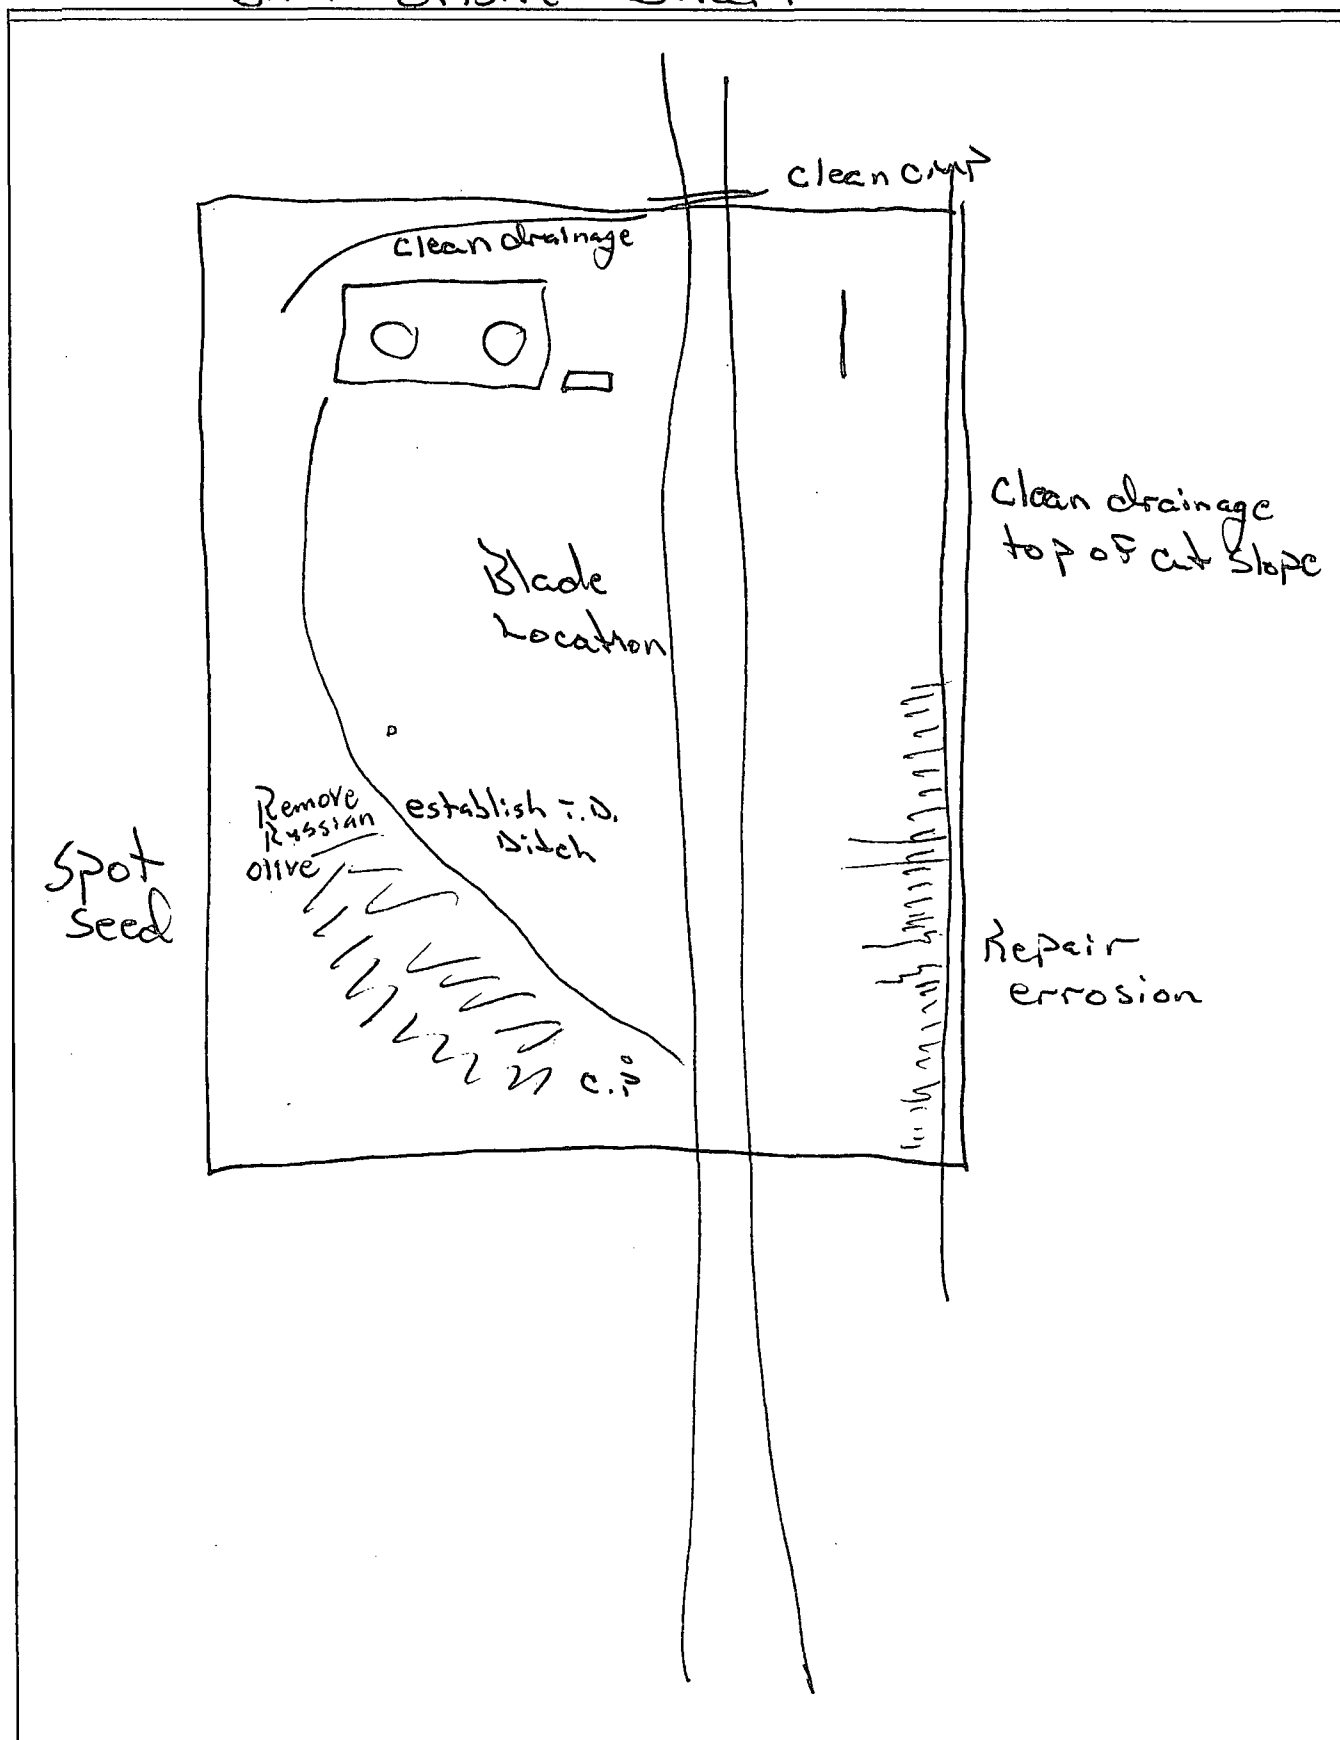 clean CMP
clean drainage
Clean drainage
top of cut slope
Blade
Location
Remove
Russian
olive
establish I.D.
Ditch
Spot
seed
Repair
errosion